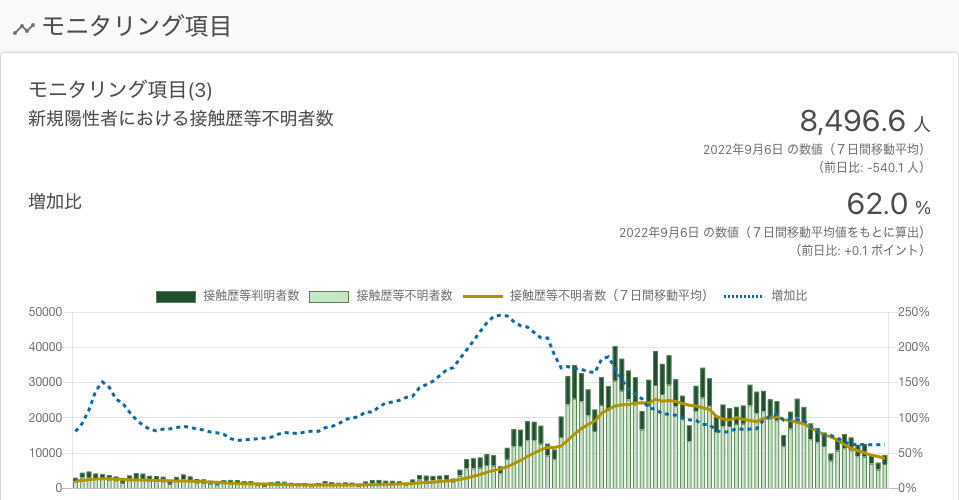 モニタリング項目
モニタリング項目(3)
新規陽性者における接触歴等不明者数
8,496.6 人
2022年9月6日 の数値（７日間移動平均）
（前日比: -540.1 人）
増加比
62.0 %
2022年9月6日 の数値（７日間移動平均値をもとに算出）
（前日比: +0.1 ポイント）
接触歴等判明者数 接触歴等不明者数 接触歴等不明者数（７日間移動平均） 増加比
50000 250%
40000 200%
30000 150%
20000 100%
10000 50%
0 0%